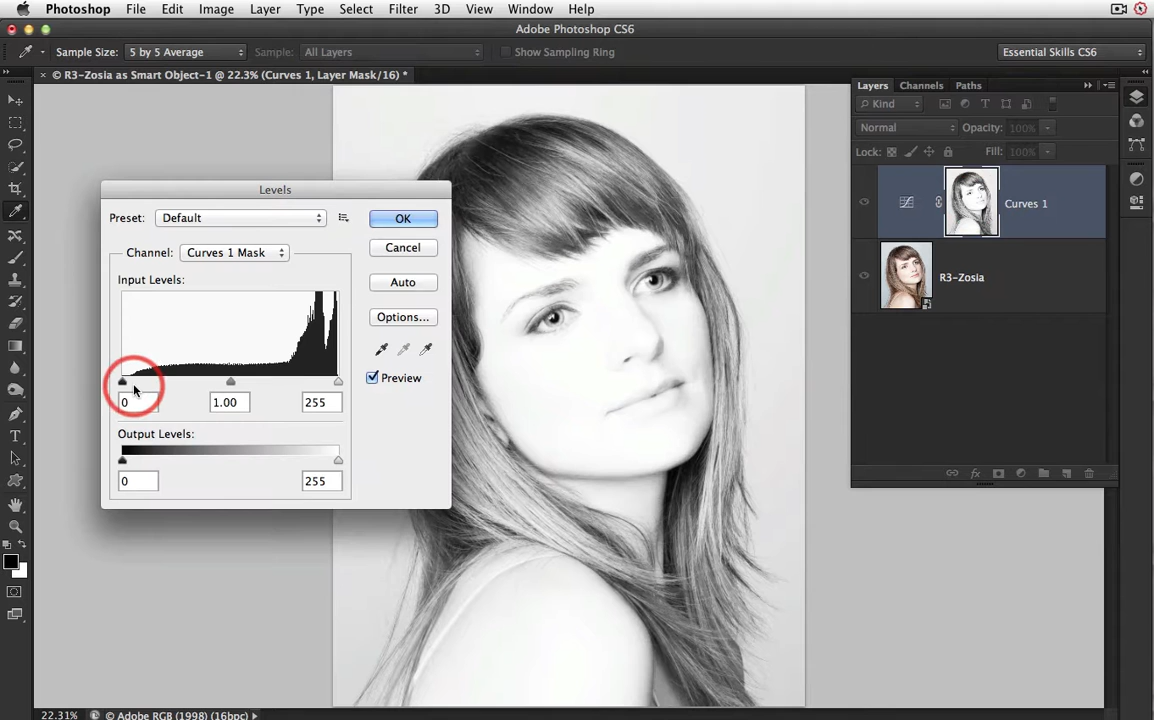 Photoshop File Edit Image Layer Type Select Filter 3D View Window Help
Adobe Photoshop CS6
Sample Size: 5 by 5 Average Sample: All Layers Show Sampling Ring Essential Skills CS6
× © R3-Zosia as Smart Object-1 @ 22.3% (Curves 1, Layer Mask/16) *
Layers Channels Paths
Kind
Normal Opacity: 100%
Lock: Fill: 100%
Curves 1
R3-Zosia
Levels
Preset: Default OK
Channel: Curves 1 Mask Cancel
Input Levels: Auto
Options...
Preview
0 1.00 255
Output Levels:
0 255
22.31% © Adobe RGB (1998) (16bpc)